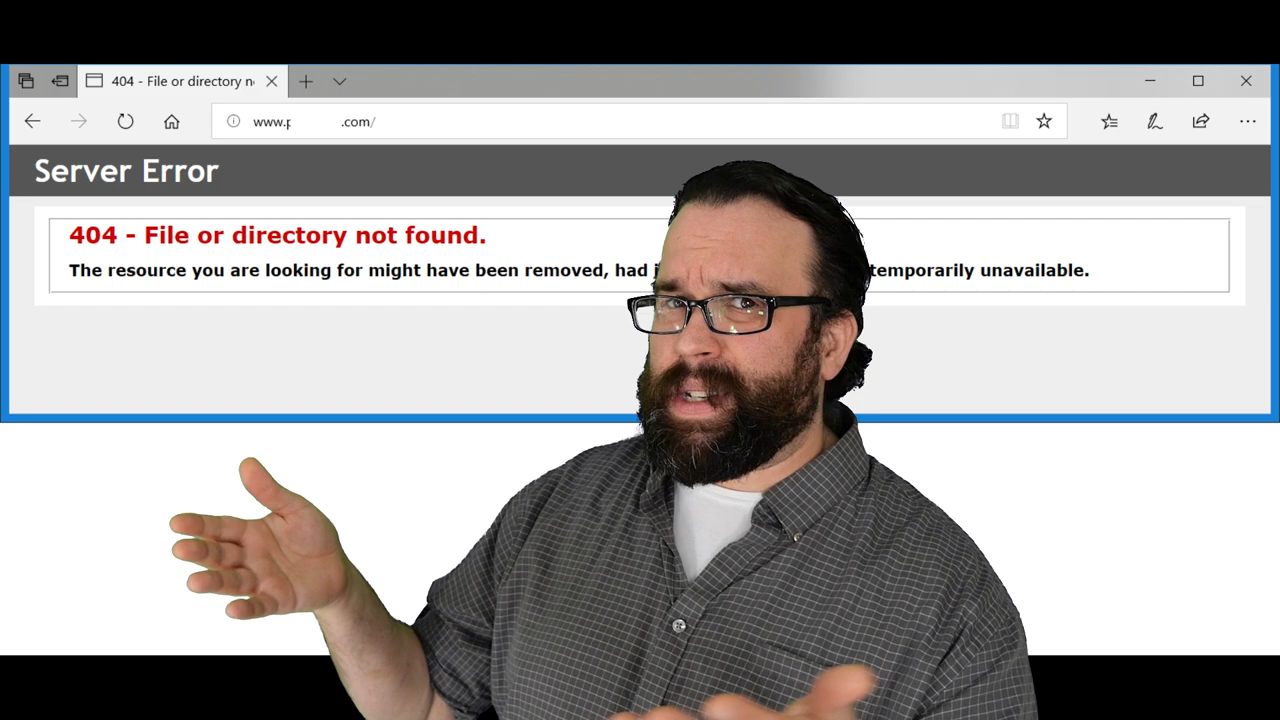 404 - File or directory n
www.p .com/
Server Error
404 - File or directory not found.
The resource you are looking for might have been removed, had temporarily unavailable.